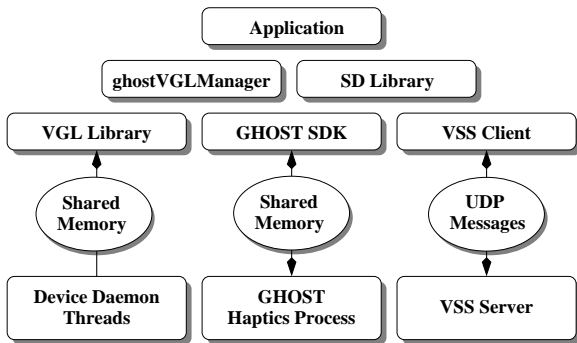 Application
ghostVGLManager
SD Library
VGL Library
GHOST SDK
VSS Client
Shared
Memory
Shared
Memory
UDP
Messages
Device Daemon
Threads
GHOST
Haptics Process
VSS Server